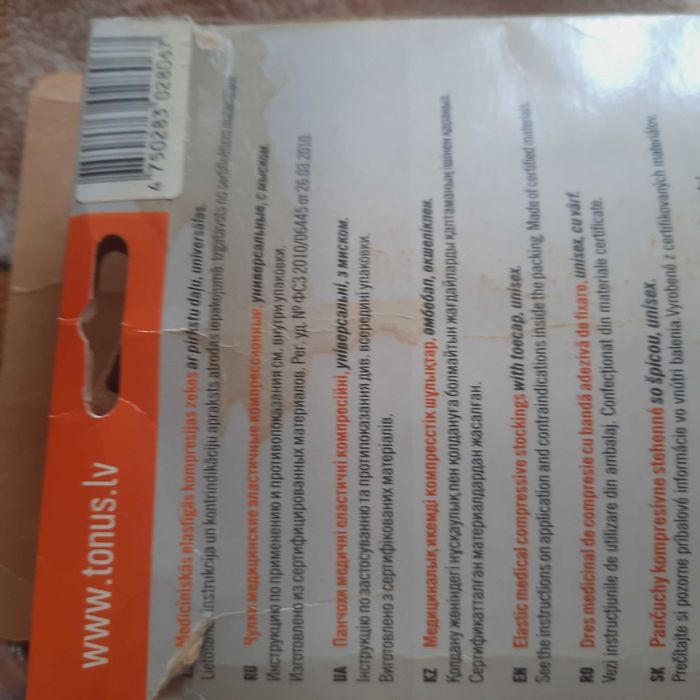 4 750283 028067
www.tonus.lv
Medicīniskās elastīgās kompresijas zeķes ar pirkstu daļu, universālas.
Lietošanas instrukcija un kontrindikāciju apraksts atrodas iepakojumā. Izgatavots no
RU Чулки медицинские эластичные компрессионные, универсальные, с мыском.
Инструкцию по применению и противопоказания см. внутри упаковки.
Изготовлено из сертифицированных материалов. Рег. уд. № ФСЗ 2010/06445 от 26.03.2010.
UA Панчохи медичні еластичні компресійні, універсальні, з миском.
Інструкцію по застосуванню та протипоказання див. всередині упаковки.
Виготовлено з сертифікованих матеріалів.
KZ Медициналық икемді компресстік шұлықтар, әмбебап, өкшелікпен.
Қолдану жөніндегі нұсқаулық пен қолдануға болмайтын жағдайларды қаптаманың ішінен қараңыз.
Сертификатталған материалдардан жасалған.
EN Elastic medical compressive stockings with toecap, unisex.
See the instructions on application and contraindications inside the packing. Made of certified materials.
RO Dres medicinal de compresie cu bandă adezivă de fixare, unisex, cu vârf.
Vezi instrucțiunile de utilizare din ambalaj. Confecționat din materiale certificate.
SK Pančuchy kompresívne stehenné so špicou, unisex.
Prečítajte si pozorne príbalové informácie vo vnútri balenia Vyrobené z certifikovaných materiálov.